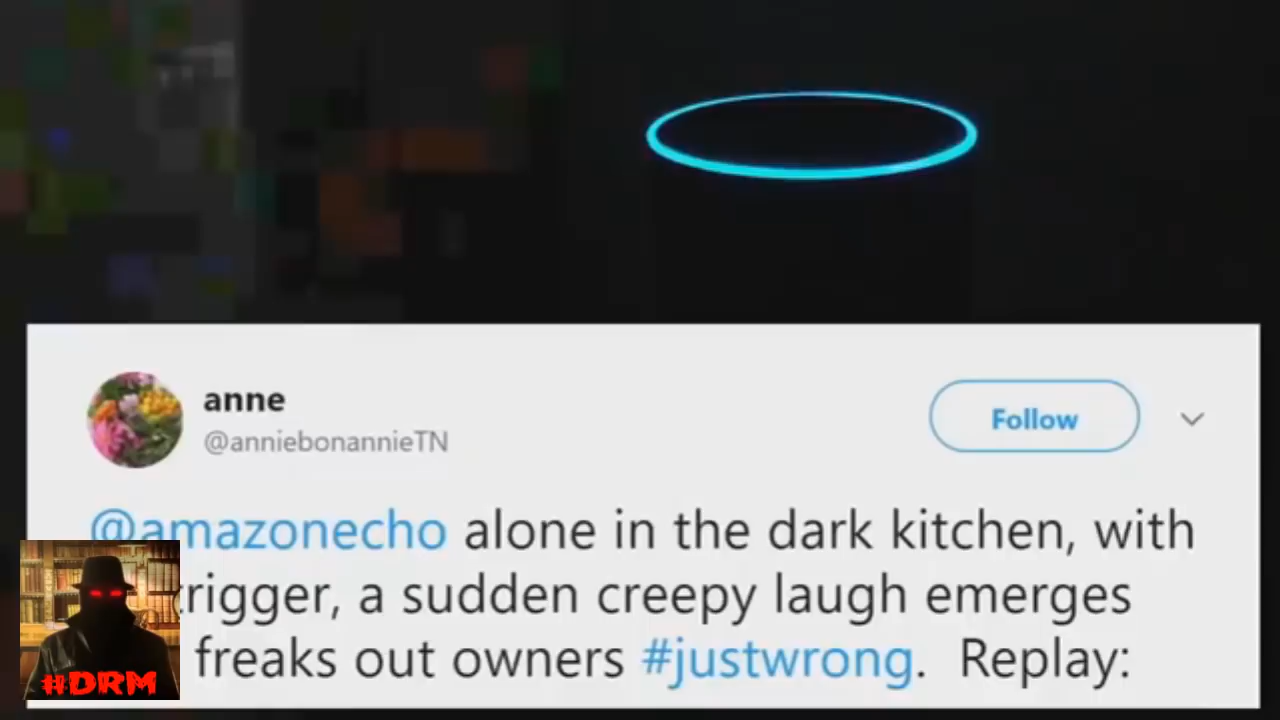 anne
@anniebonannieTN
Follow
@amazonecho alone in the dark kitchen, with
trigger, a sudden creepy laugh emerges
freaks out owners #justwrong. Replay:
#DRM